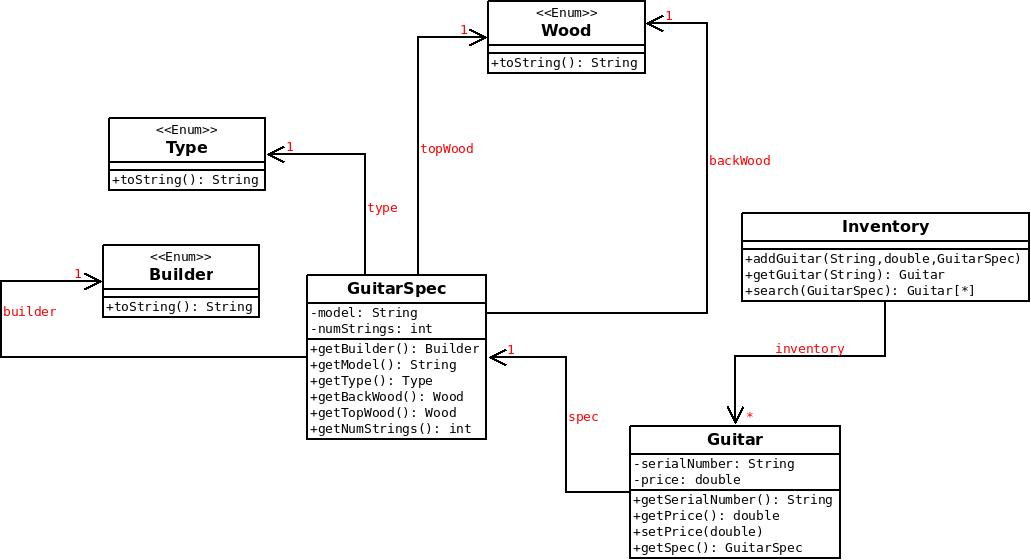 <<Enum>>
Wood
+toString(): String
1
1
topWood
backWood
<<Enum>>
Type
+toString(): String
1
type
<<Enum>>
Builder
+toString(): String
1
builder
Inventory
+addGuitar(String,double,GuitarSpec)
+getGuitar(String): Guitar
+search(GuitarSpec): Guitar[*]
GuitarSpec
-model: String
-numStrings: int
+getBuilder(): Builder
+getModel(): String
+getType(): Type
+getBackWood(): Wood
+getTopWood(): Wood
+getNumStrings(): int
1
spec
inventory
*
Guitar
-serialNumber: String
-price: double
+getSerialNumber(): String
+getPrice(): double
+setPrice(double)
+getSpec(): GuitarSpec